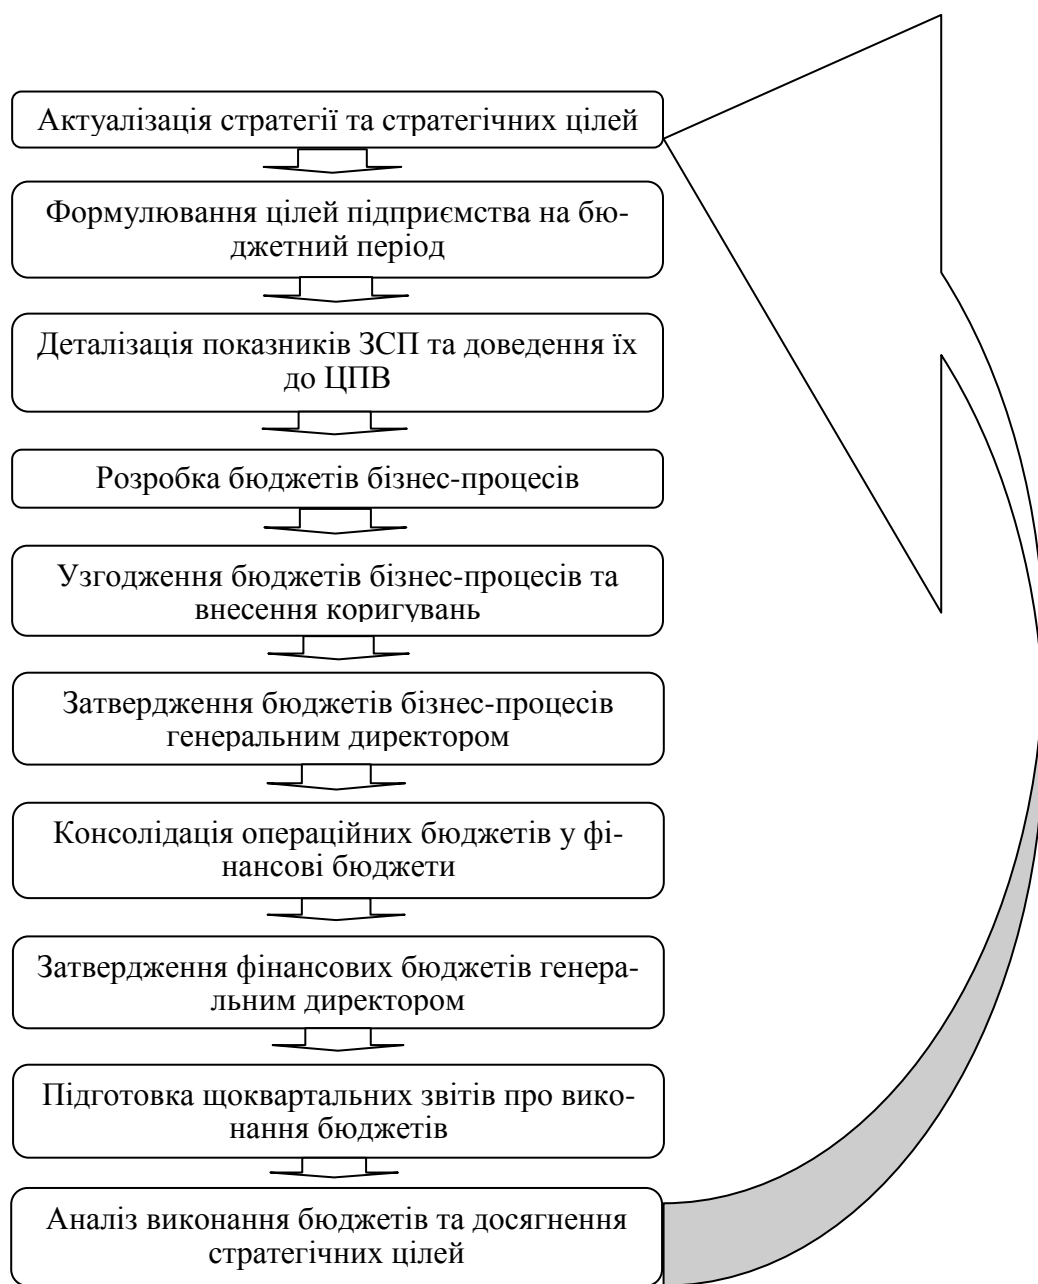 Актуалізація стратегії та стратегічних цілей
Формулювання цілей підприємства на бю-
джетний період
Деталізація показників ЗСП та доведення їх
до ЦПВ
Розробка бюджетів бізнес-процесів
Узгодження бюджетів бізнес-процесів та
внесення коригувань
Затвердження бюджетів бізнес-процесів
генеральним директором
Консолідація операційних бюджетів у фі-
нансові бюджети
Затвердження фінансових бюджетів генера-
льним директором
Підготовка щоквартальних звітів про вико-
нання бюджетів
Аналіз виконання бюджетів та досягнення
стратегічних цілей